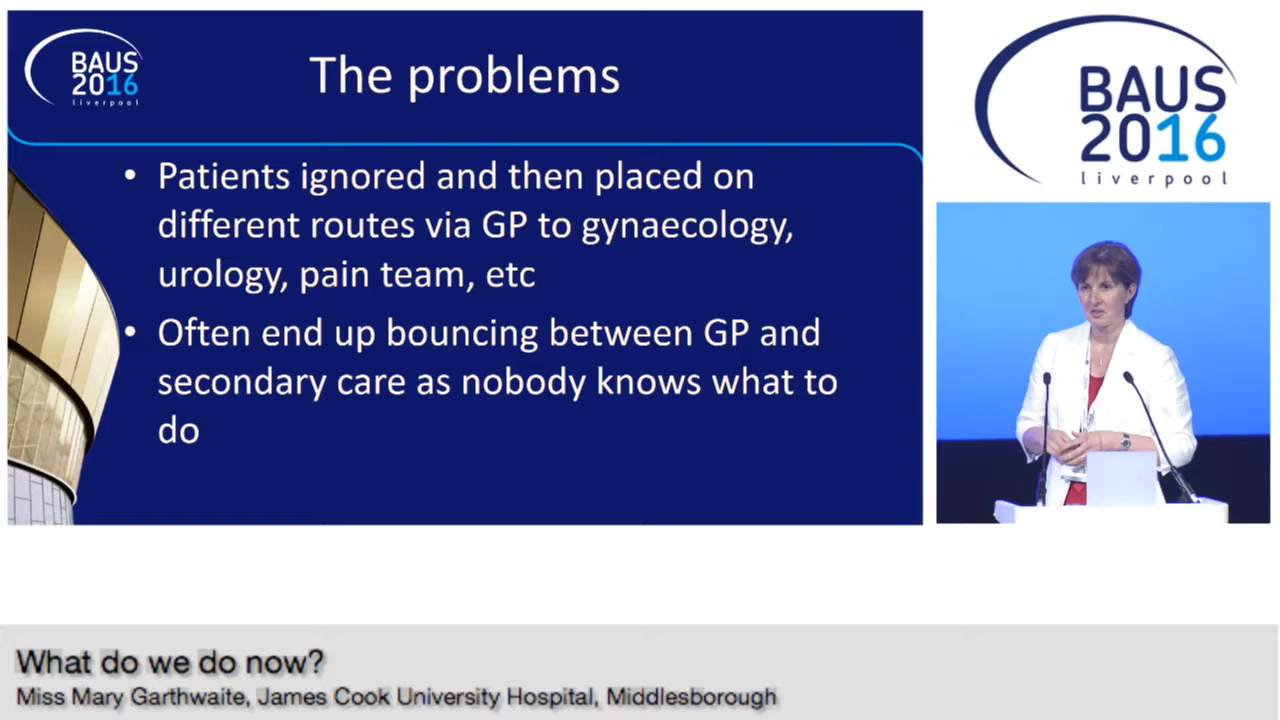 BAUS
2016
liverpool
The problems
• Patients ignored and then placed on
different routes via GP to gynaecology,
urology, pain team, etc
• Often end up bouncing between GP and
secondary care as nobody knows what to
do
BAUS
2016
liverpool
What do we do now?
Miss Mary Garthwaite, James Cook University Hospital, Middlesborough